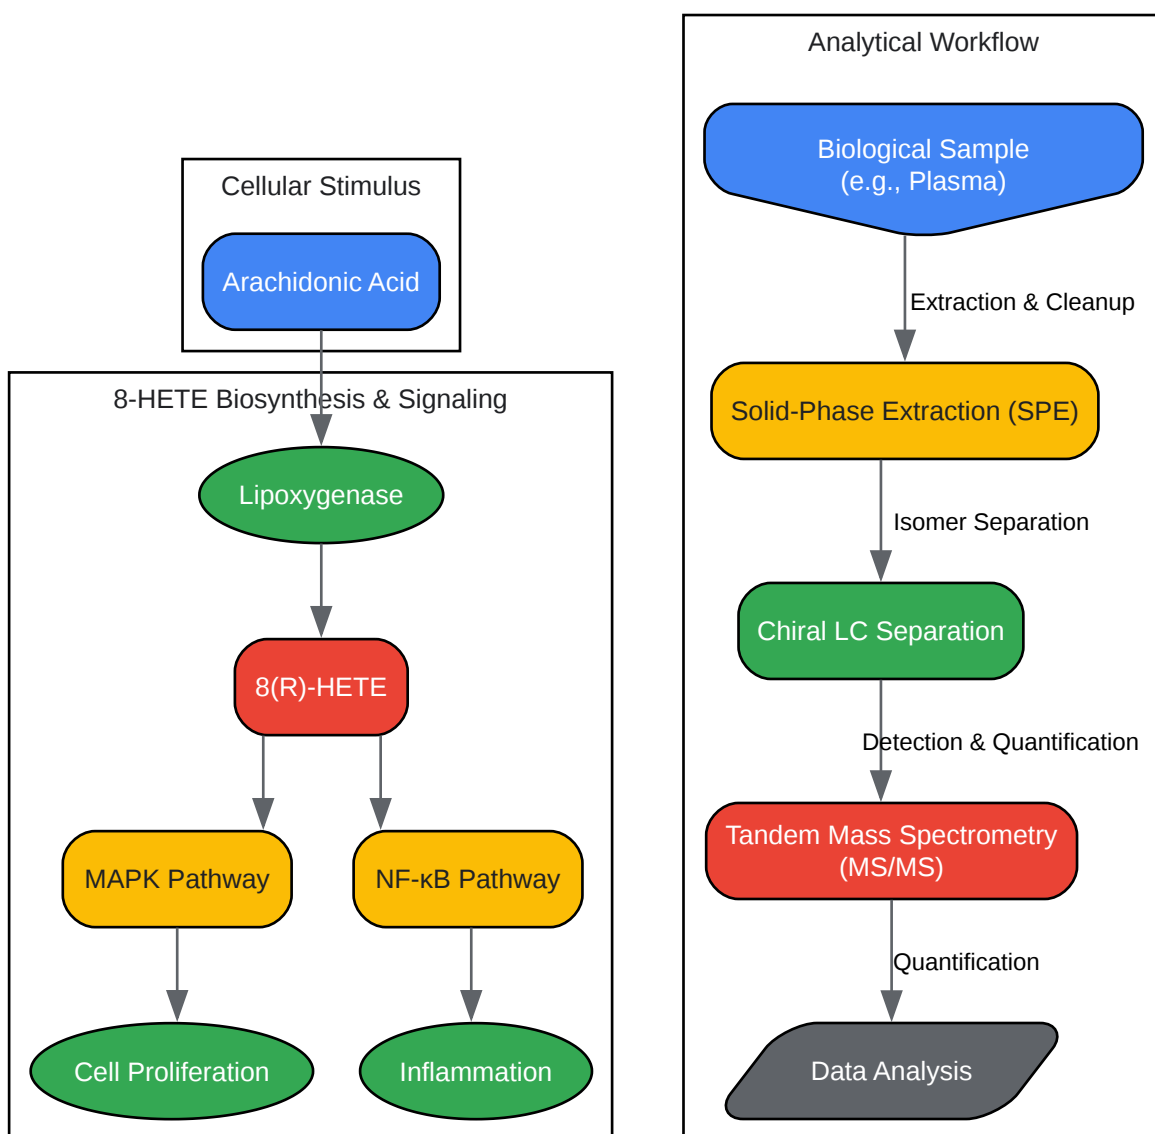 Cellular Stimulus
Arachidonic Acid
8-HETE Biosynthesis & Signaling
Lipoxygenase
8(R)-HETE
MAPK Pathway
NF-κB Pathway
Cell Proliferation
Inflammation
Analytical Workflow
Biological Sample
(e.g., Plasma)
Extraction & Cleanup
Solid-Phase Extraction (SPE)
Isomer Separation
Chiral LC Separation
Detection & Quantification
Tandem Mass Spectrometry
(MS/MS)
Quantification
Data Analysis